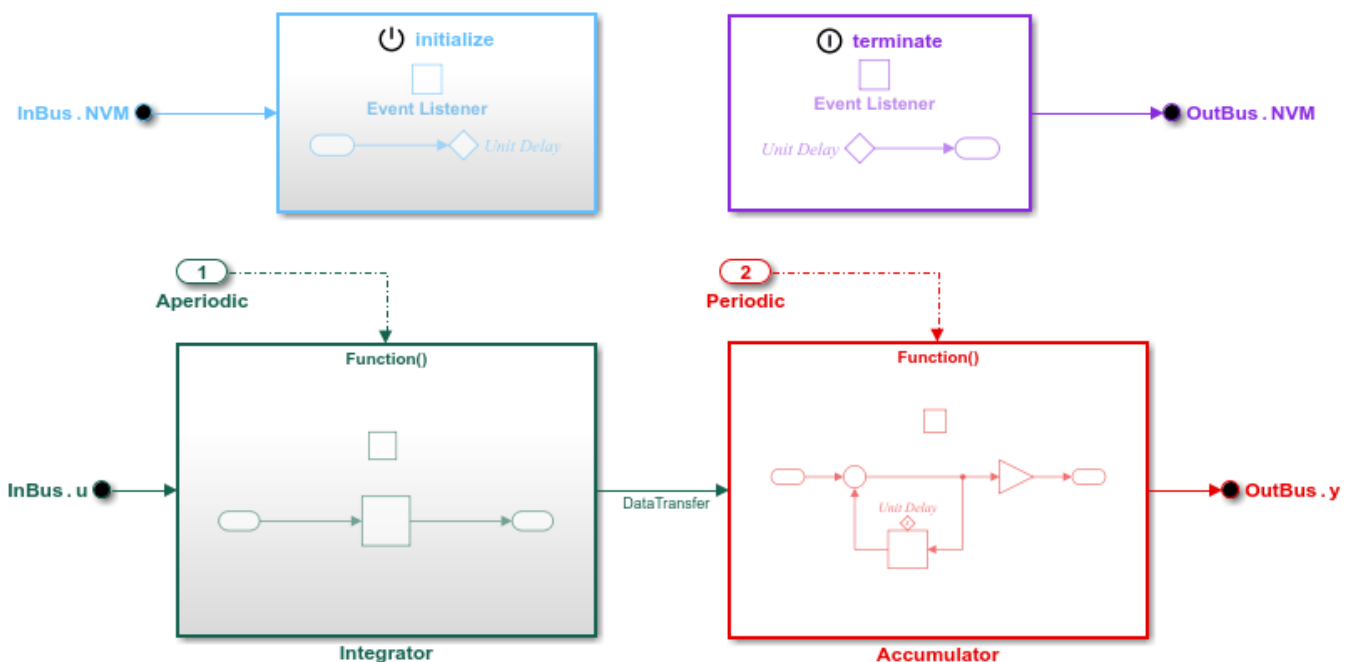 initialize
Event Listener
InBus.NVM
Unit Delay
terminate
Event Listener
OutBus.NVM
Unit Delay
1
Aperiodic
2
Periodic
Function()
InBus.u
DataTransfer
Integrator
Function()
Unit Delay
OutBus.y
Accumulator